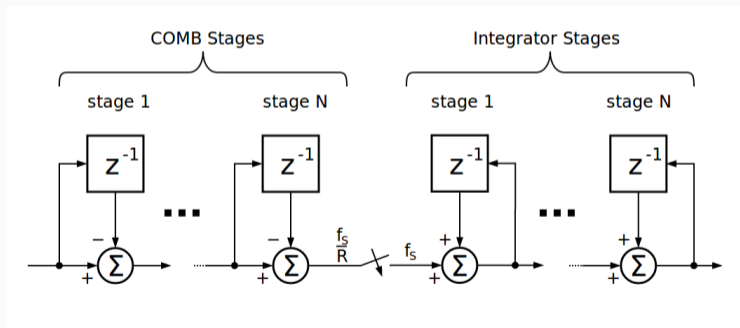 COMB Stages
Integrator Stages
stage 1
stage N
stage 1
stage N
z⁻¹
z⁻¹
z⁻¹
z⁻¹
− + Σ
− + Σ
fs/R
fs
+ + Σ
+ + Σ